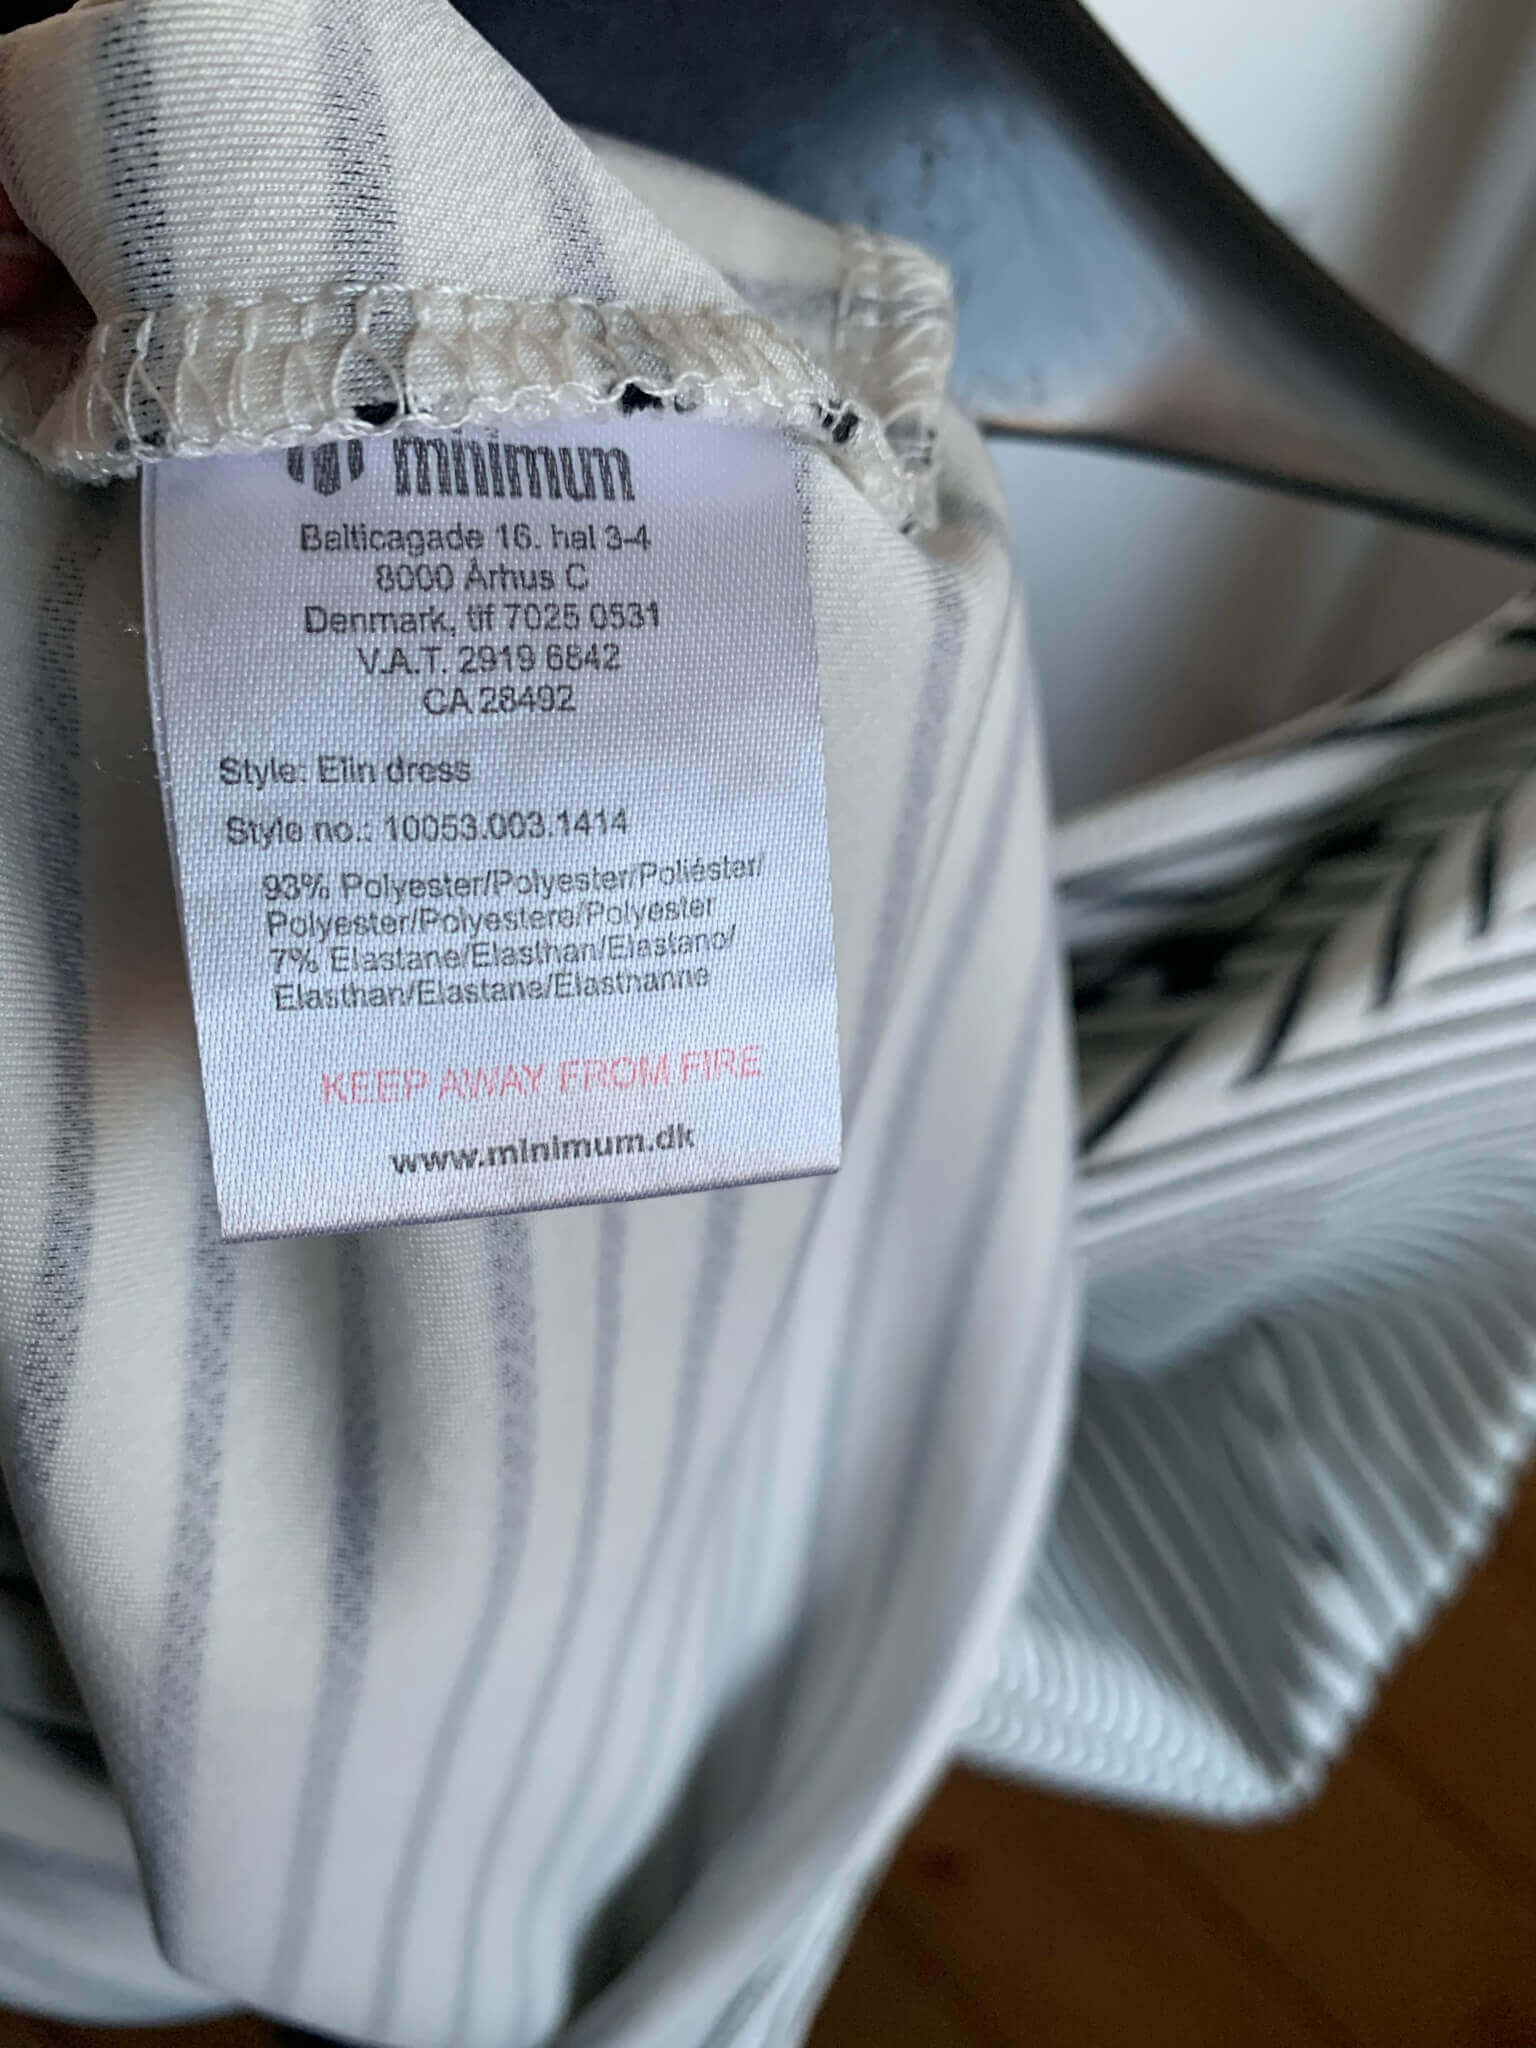 minimum
Balticagade 16. hal 3-4
8000 Århus C
Denmark, tlf 7025 0531
V.A.T. 2919 6842
CA 28492
Style: Elin dress
Style no.: 10053.003.1414
93% Polyester/Polyester/Poliéster/
Polyester/Polyestere/Polyester
7% Elastane/Elasthan/Elastano/
Elasthan/Elastane/Elasthanne
KEEP AWAY FROM FIRE
www.minimum.dk